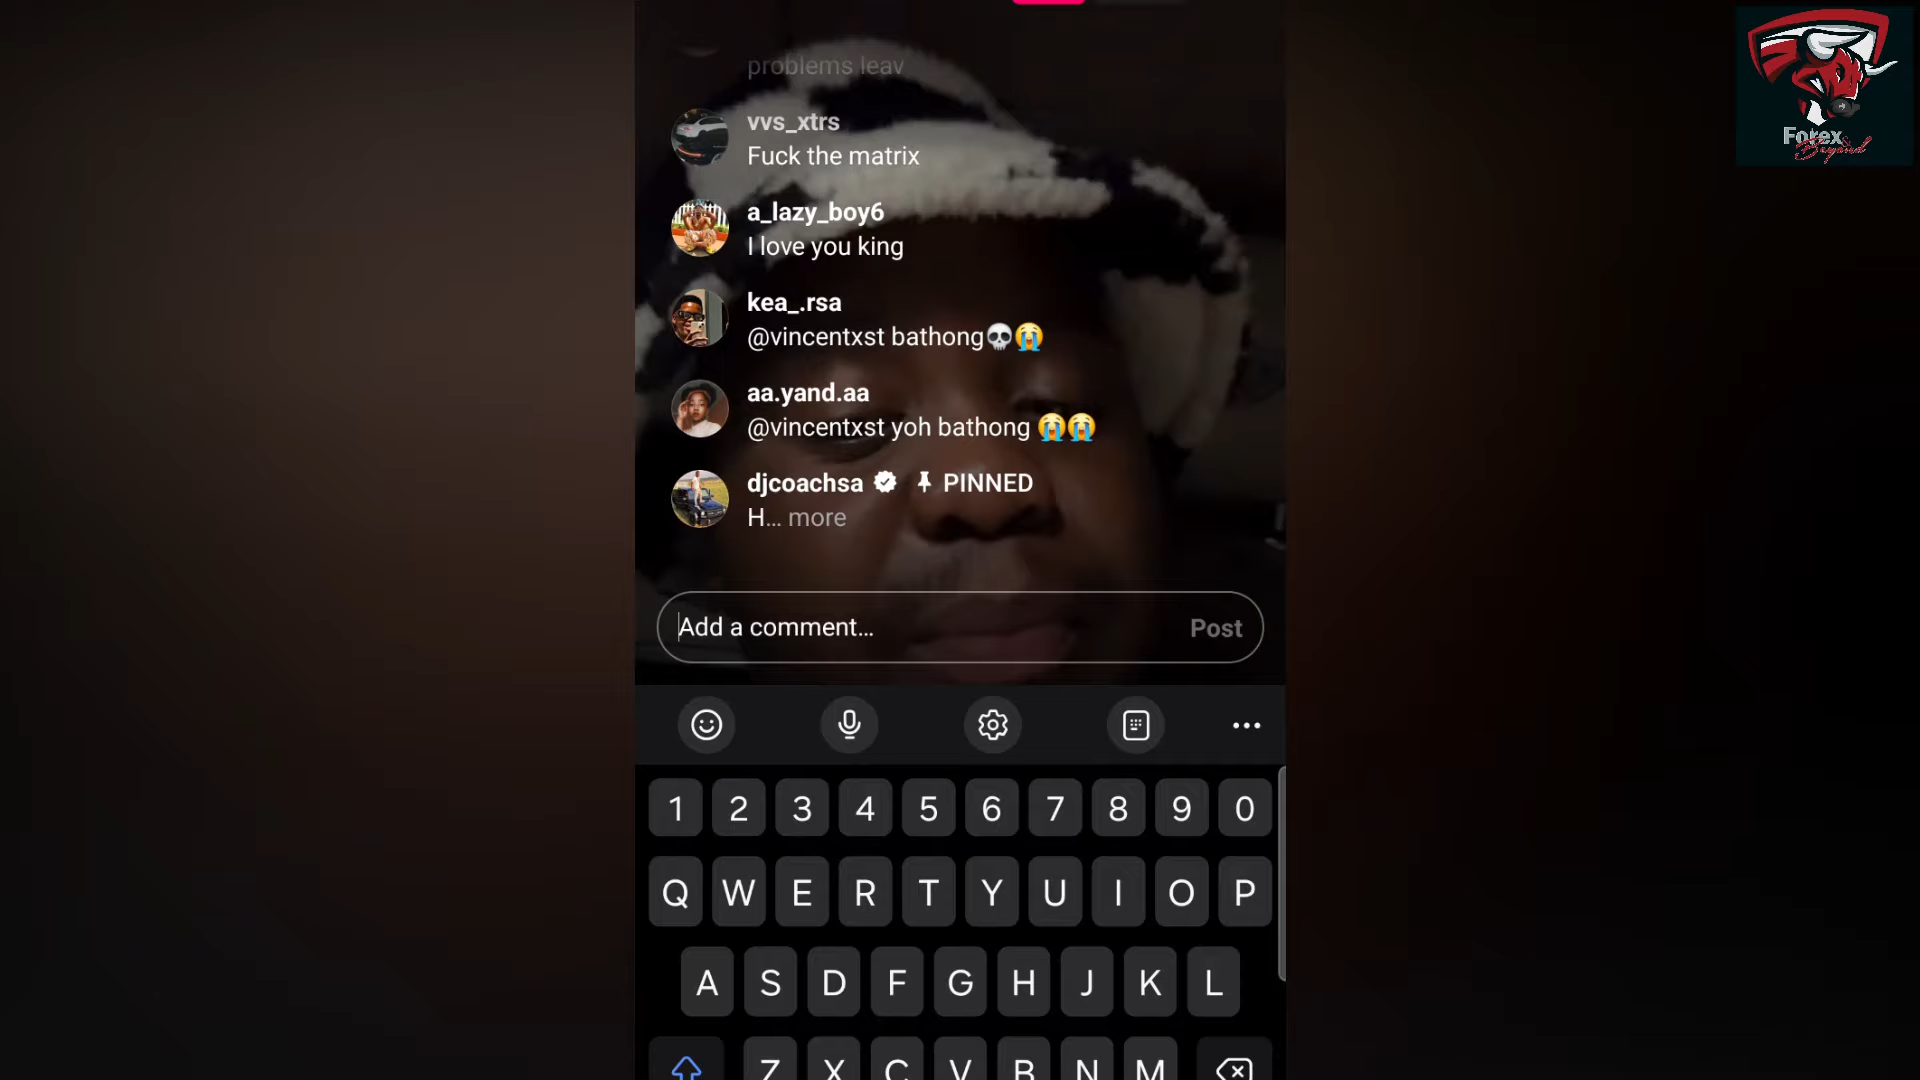 problems leav
vvs_xtrs
Fuck the matrix
a_lazy_boy6
I love you king
kea_.rsa
@vincentxst bathong💀😭
aa.yand.aa
@vincentxst yoh bathong 😭😭
djcoachsa PINNED
H... more
Add a comment... Post
1 2 3 4 5 6 7 8 9 0
Q W E R T Y U I O P
A S D F G H J K L
Z X C V B N M
Forex
Beyond